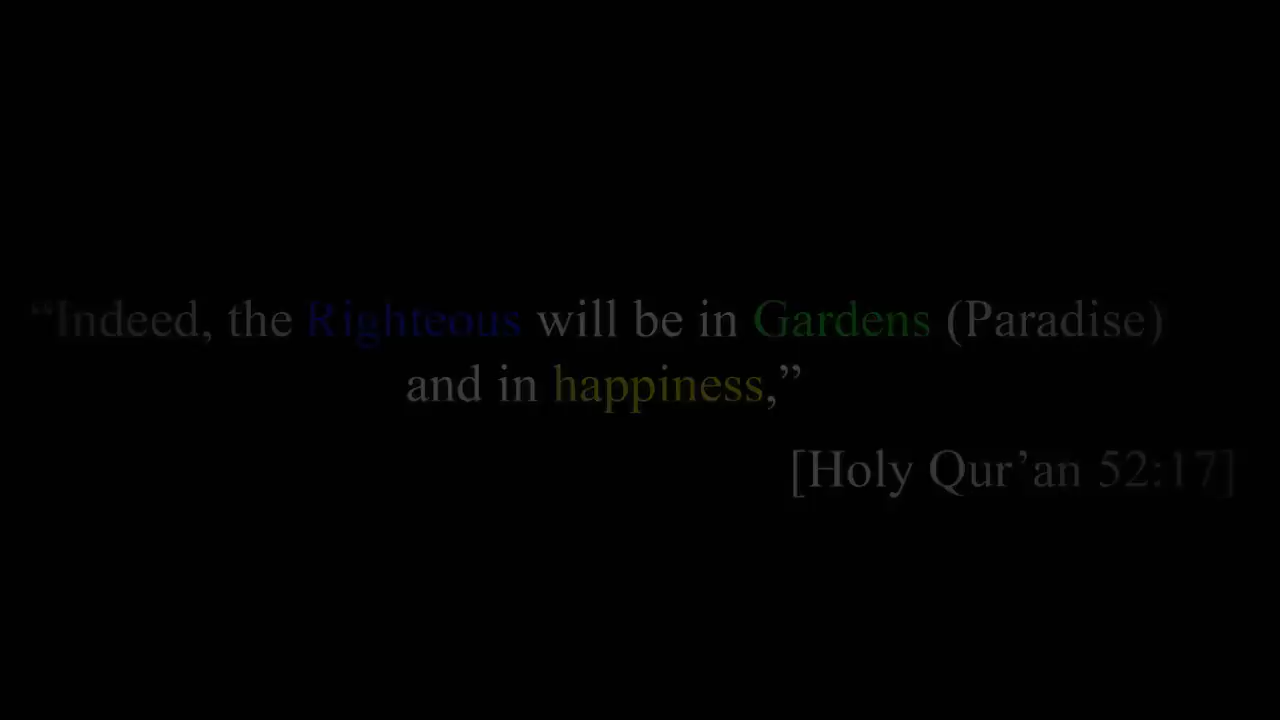 “Indeed, the Righteous will be in Gardens (Paradise)
and in happiness,”
[Holy Qur’an 52:17]